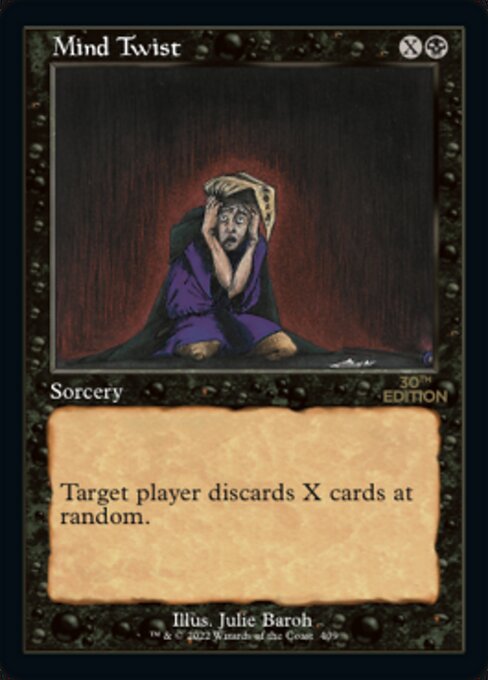 Mind Twist X
Sorcery
30TH
EDITION
Target player discards X cards at
random.
Illus. Julie Baroh
™ & © 2022 Wizards of the Coast 409